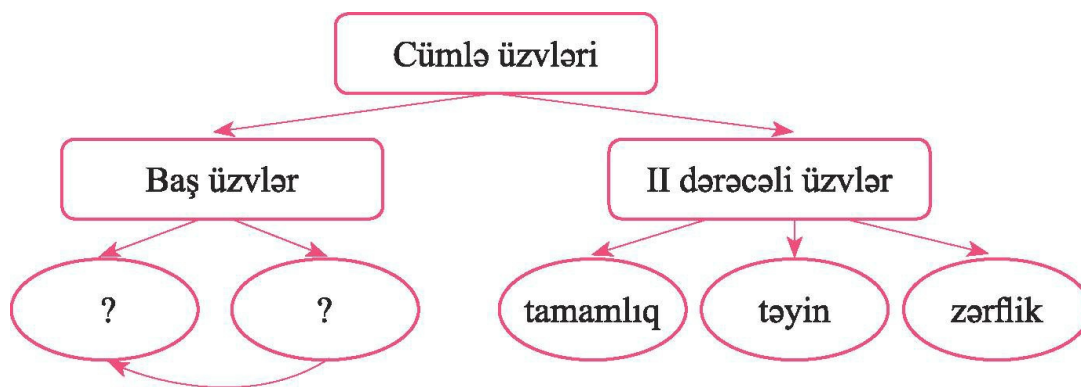 Cümlə üzvləri
Baş üzvlər
II dərəcəli üzvlər
?
?
tamamlıq
təyin
zərflik